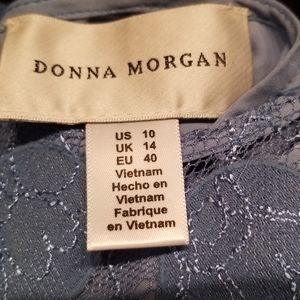 DONNA MORGAN
US 10
UK 14
EU 40
Vietnam
Hecho en
Vietnam
Fabrique
en Vietnam